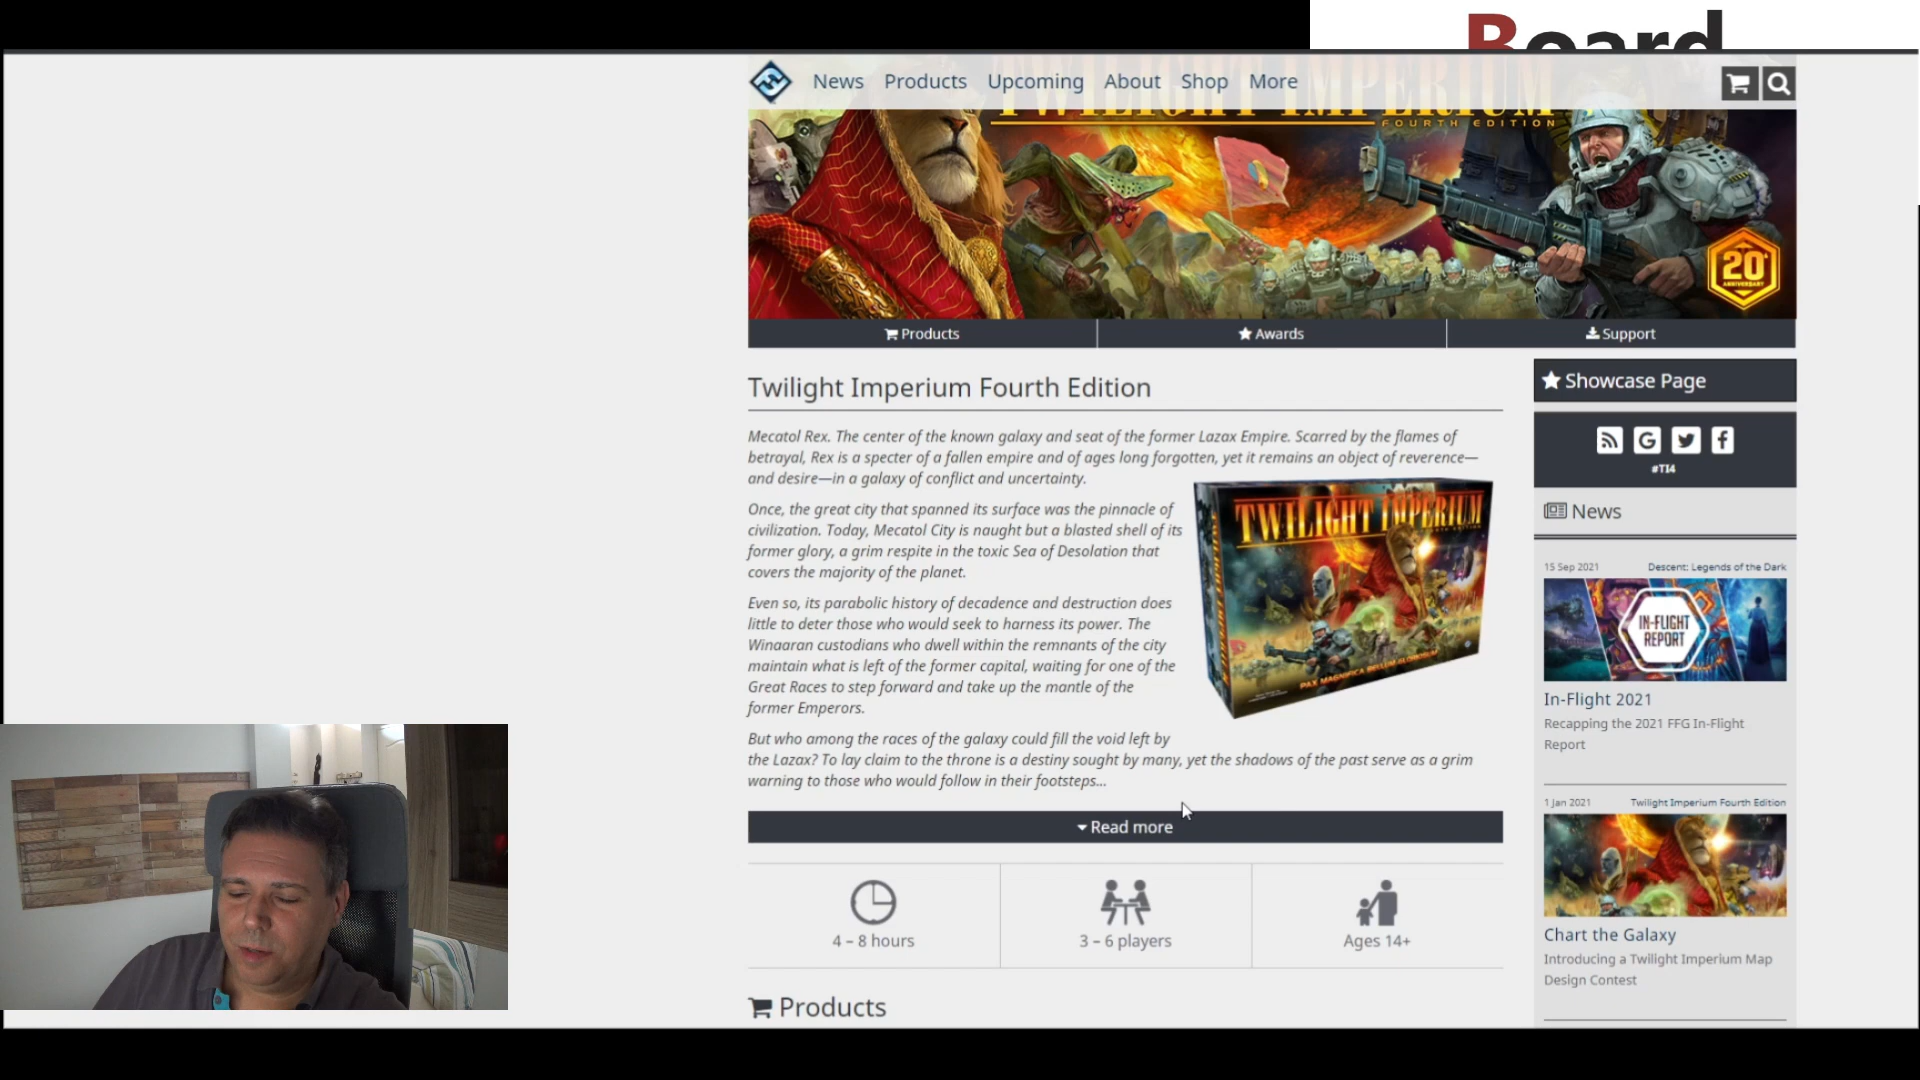 Board
News Products Upcoming About Shop More
TWILIGHT IMPERIUM
FOURTH EDITION
20
ANNIVERSARY
Products
Awards
Support
Twilight Imperium Fourth Edition
Mecatol Rex. The center of the known galaxy and seat of the former Lazax Empire. Scarred by the flames of
betrayal, Rex is a specter of a fallen empire and of ages long forgotten, yet it remains an object of reverence—
and desire—in a galaxy of conflict and uncertainty.
Once, the great city that spanned its surface was the pinnacle of
civilization. Today, Mecatol City is naught but a blasted shell of its
former glory, a grim respite in the toxic Sea of Desolation that
covers the majority of the planet.
Even so, its parabolic history of decadence and destruction does
little to deter those who would seek to harness its power. The
Winaaran custodians who dwell within the remnants of the city
maintain what is left of the former capital, waiting for one of the
Great Races to step forward and take up the mantle of the
former Emperors.
But who among the races of the galaxy could fill the void left by
the Lazax? To lay claim to the throne is a destiny sought by many, yet the shadows of the past serve as a grim
warning to those who would follow in their footsteps...
TWILIGHT IMPERIUM
PAX MAGNIFICA BELLUM GLORIOSUM
Read more
4 – 8 hours
3 – 6 players
Ages 14+
Products
Showcase Page
#TI4
News
15 Sep 2021 Descent: Legends of the Dark
IN-FLIGHT
REPORT
In-Flight 2021
Recapping the 2021 FFG In-Flight
Report
1 Jan 2021 Twilight Imperium Fourth Edition
Chart the Galaxy
Introducing a Twilight Imperium Map
Design Contest